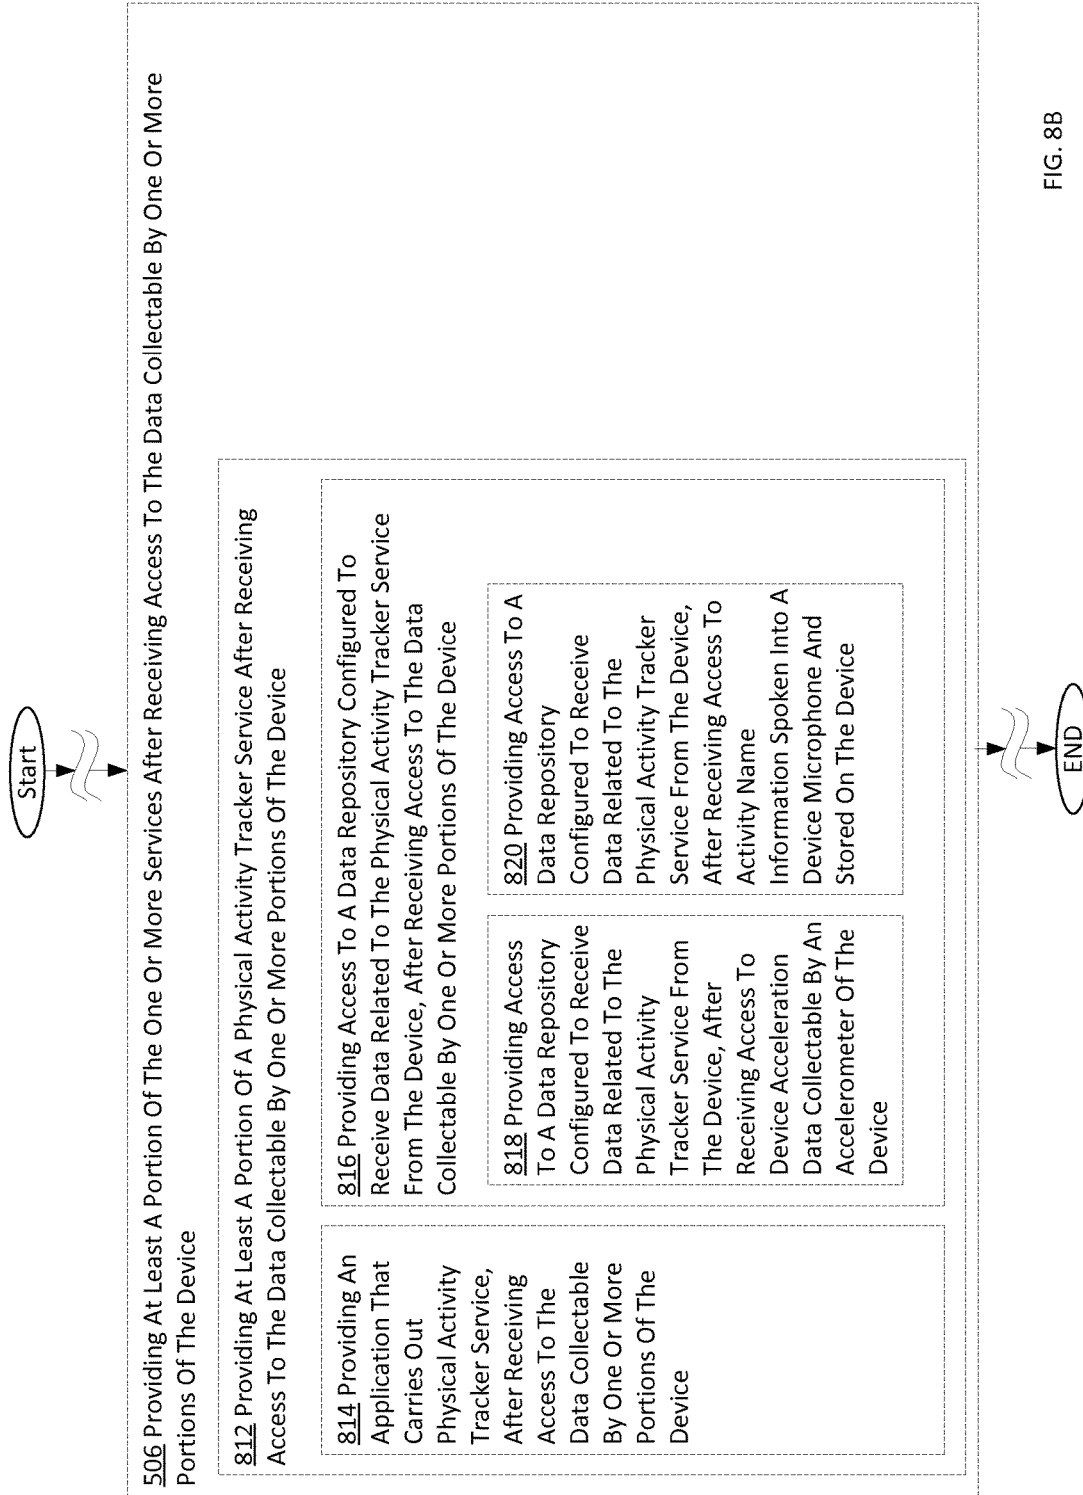 Start
506 Providing At Least A Portion Of The One Or More Services After Receiving Access To The Data Collectable By One Or More
Portions Of The Device
812 Providing At Least A Portion Of A Physical Activity Tracker Service After Receiving
Access To The Data Collectable By One Or More Portions Of The Device
814 Providing An
Application That
Carries Out
Physical Activity
Tracker Service,
After Receiving
Access To The
Data Collectable
By One Or More
Portions Of The
Device
816 Providing Access To A Data Repository Configured To
Receive Data Related To The Physical Activity Tracker Service
From The Device, After Receiving Access To The Data
Collectable By One Or More Portions Of The Device
818 Providing Access
To A Data Repository
Configured To Receive
Data Related To The
Physical Activity
Tracker Service From
The Device, After
Receiving Access To
Device Acceleration
Data Collectable By An
Accelerometer Of The
Device
820 Providing Access To A
Data Repository
Configured To Receive
Data Related To The
Physical Activity Tracker
Service From The Device,
After Receiving Access To
Activity Name
Information Spoken Into A
Device Microphone And
Stored On The Device
END
FIG. 8B